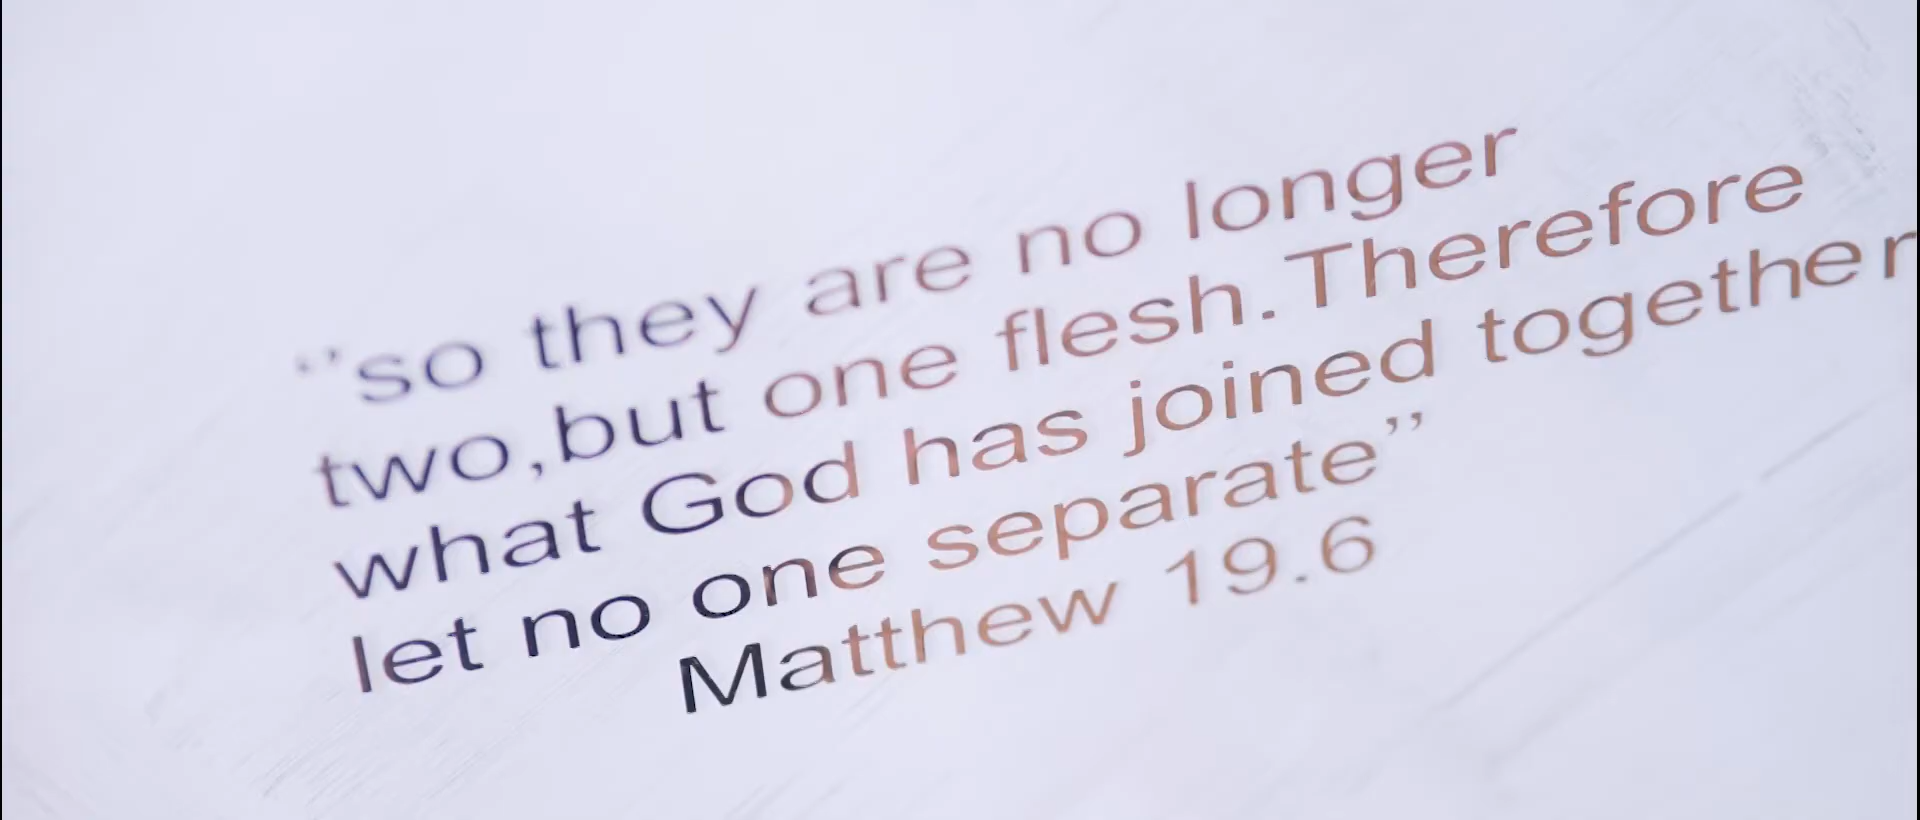 ‘’so they are no longer
two,but one flesh.Therefore
what God has joined together
let no one separate’’
Matthew 19.6